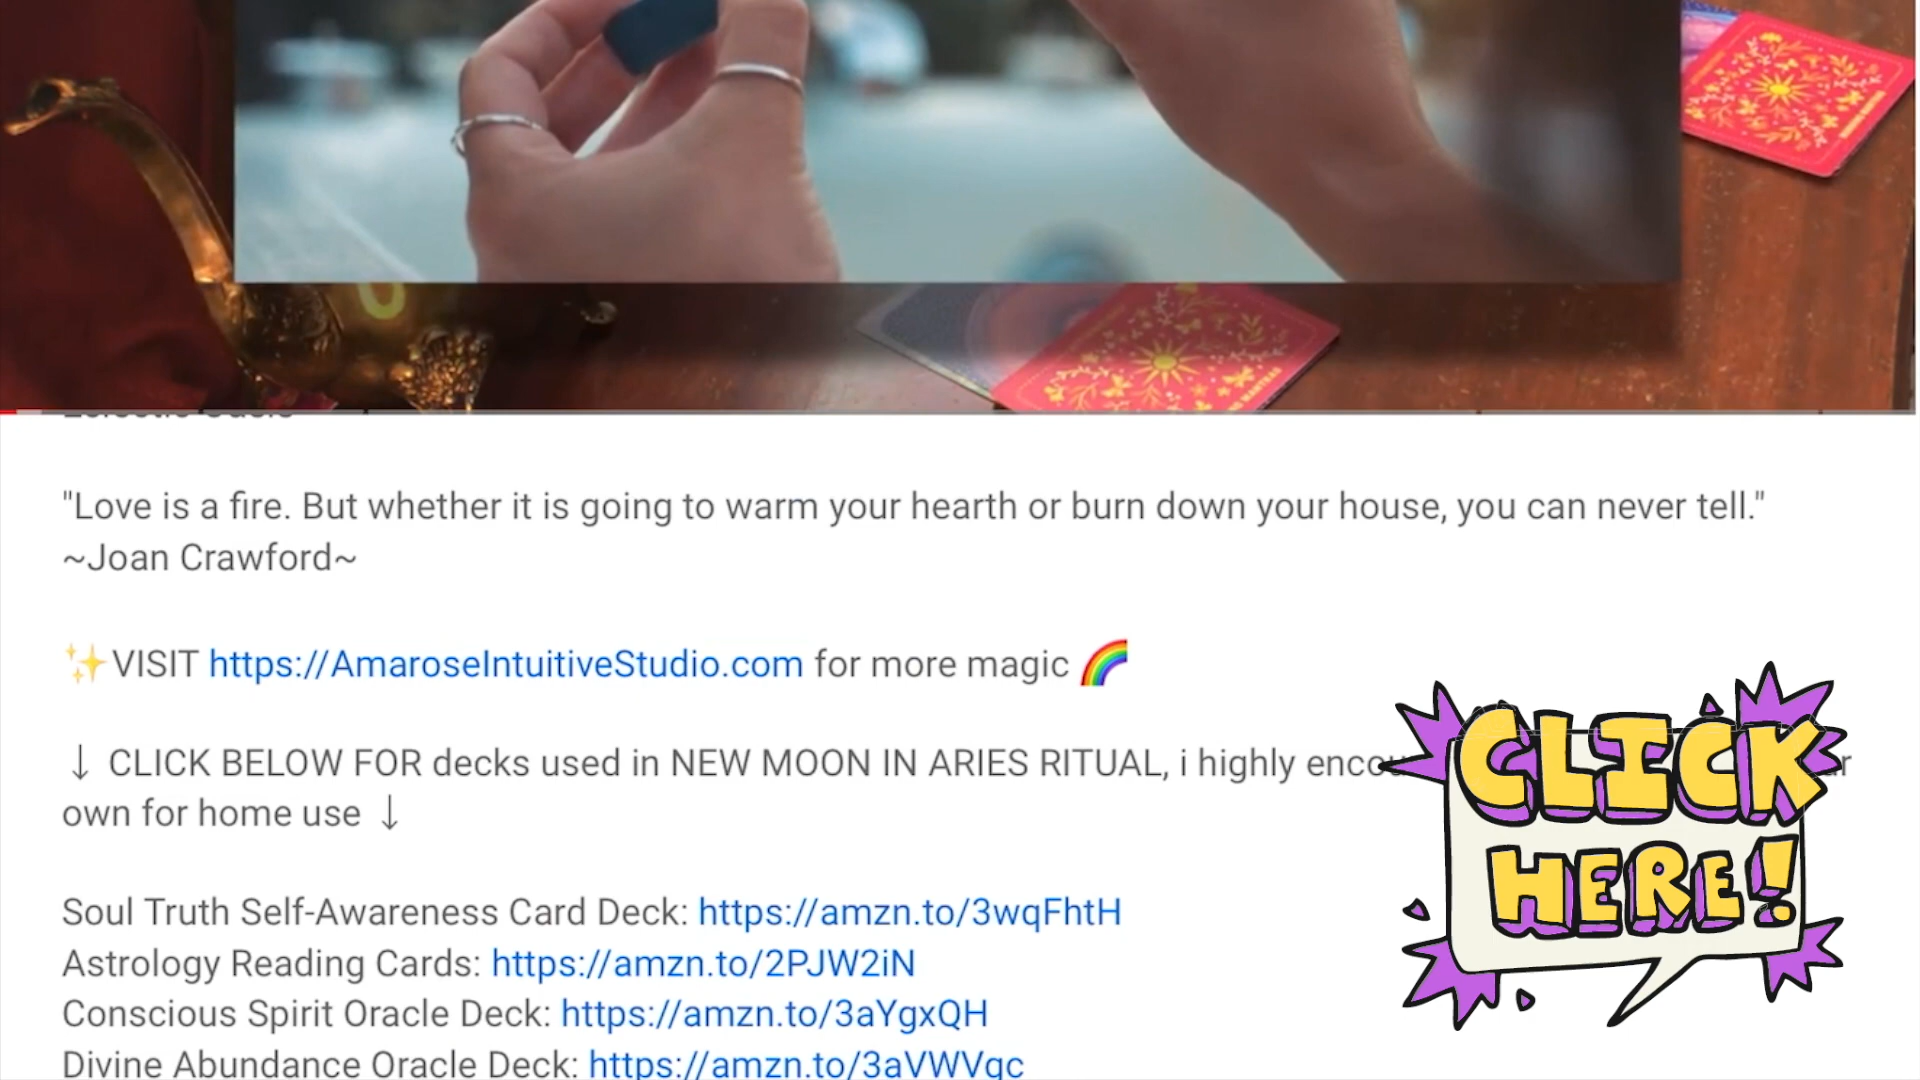 "Love is a fire. But whether it is going to warm your hearth or burn down your house, you can never tell."
~Joan Crawford~
✨VISIT https://AmaroseIntuitiveStudio.com for more magic 🌈
↓ CLICK BELOW FOR decks used in NEW MOON IN ARIES RITUAL, i highly
own for home use ↓
Soul Truth Self-Awareness Card Deck: https://amzn.to/3wqFhtH
Astrology Reading Cards: https://amzn.to/2PJW2iN
Conscious Spirit Oracle Deck: https://amzn.to/3aYgxQH
Divine Abundance Oracle Deck: https://amzn.to/3aVWVgc
CLICK
HERE!